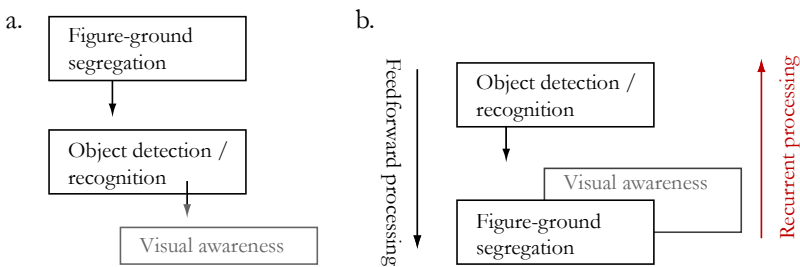 a.
Figure-ground
segregation
Object detection /
recognition
Visual awareness
b.
Feedforward processing
Object detection /
recognition
Visual awareness
Figure-ground
segregation
Recurrent processing